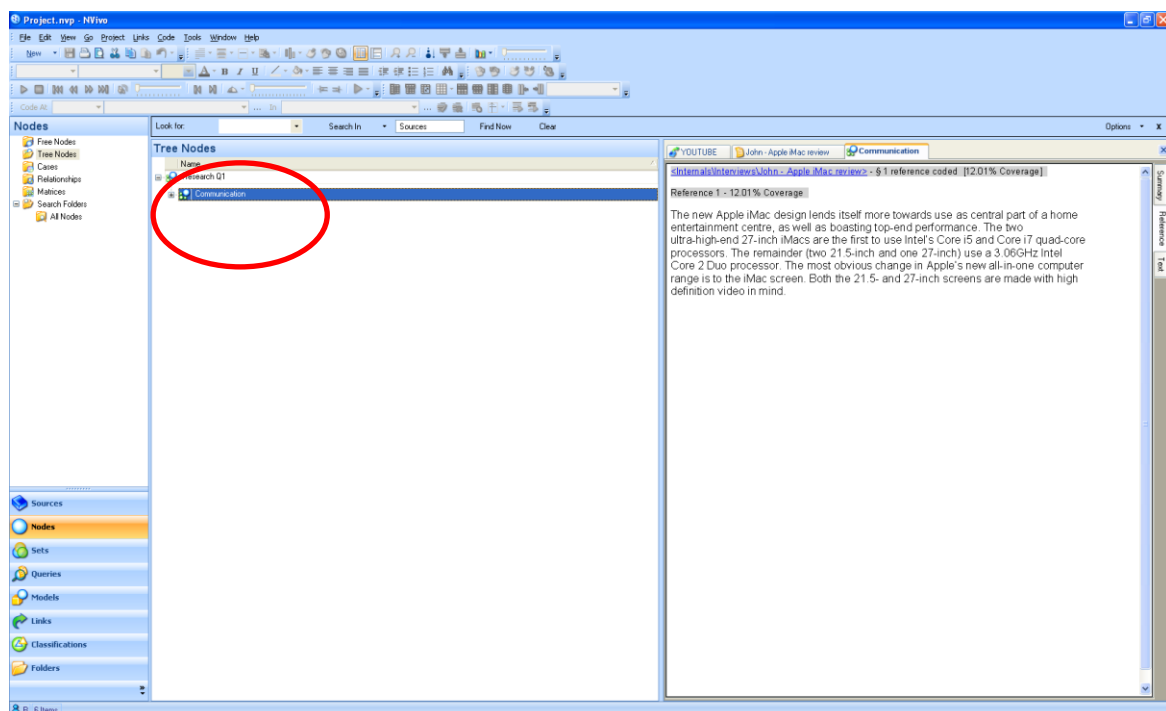 Project.nvp - NVivo
File Edit View Go Project Links Code Tools Window Help
New
B I U
Code At In
Nodes
Look for: Search In Sources Find Now Clear Options x
Free Nodes
Tree Nodes
Cases
Relationships
Matrices
Search Folders
All Nodes
Tree Nodes
Name
Research Q1
Communication
YOUTUBE John - Apple iMac review Communication
<Internals\Interviews\John - Apple iMac review> - § 1 reference coded [12.01% Coverage]
Reference 1 - 12.01% Coverage
The new Apple iMac design lends itself more towards use as central part of a home
entertainment centre, as well as boasting top-end performance. The two
ultra-high-end 27-inch iMacs are the first to use Intel's Core i5 and Core i7 quad-core
processors. The remainder (two 21.5-inch and one 27-inch) use a 3.06GHz Intel
Core 2 Duo processor. The most obvious change in Apple's new all-in-one computer
range is to the iMac screen. Both the 21.5- and 27-inch screens are made with high
definition video in mind.
Summary
Reference
Text
Sources
Nodes
Sets
Queries
Models
Links
Classifications
Folders